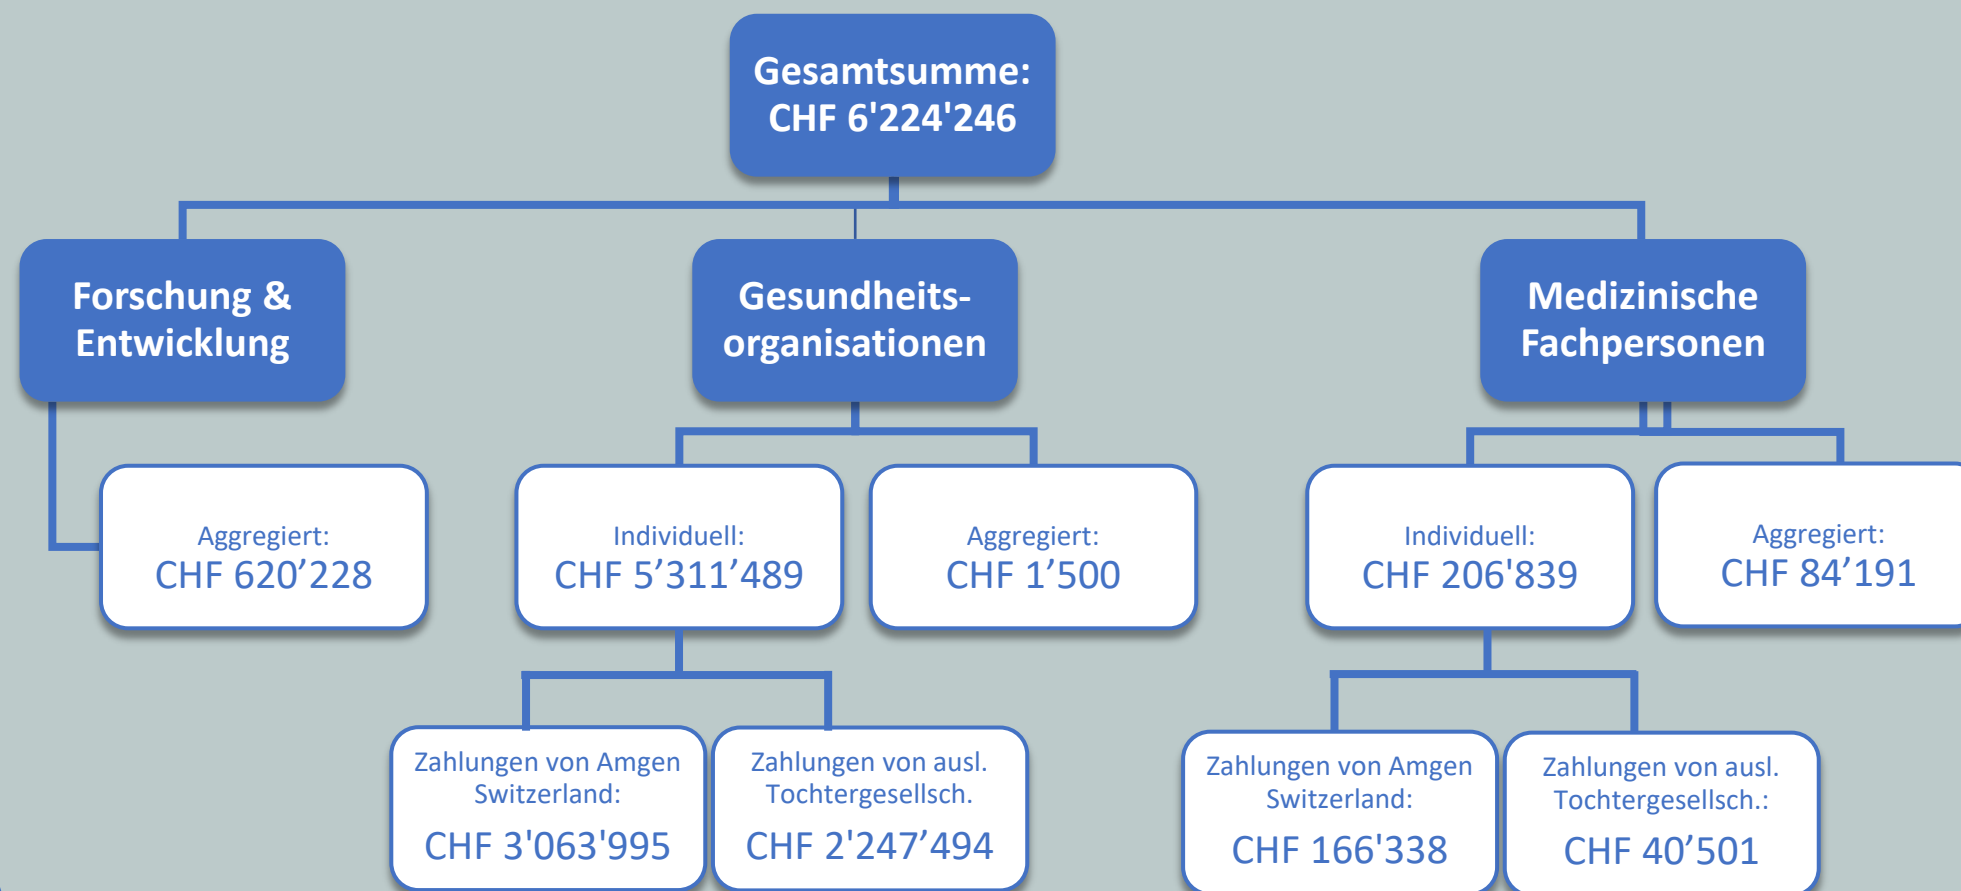 Gesamtsumme:
CHF 6'224'246
Forschung &
Entwicklung
Gesundheits-
organisationen
Medizinische
Fachpersonen
Aggregiert:
CHF 620’228
Individuell:
CHF 5’311’489
Aggregiert:
CHF 1’500
Individuell:
CHF 206'839
Aggregiert:
CHF 84’191
Zahlungen von Amgen
Switzerland:
CHF 3'063'995
Zahlungen von ausl.
Tochtergesellsch.
CHF 2'247’494
Zahlungen von Amgen
Switzerland:
CHF 166'338
Zahlungen von ausl.
Tochtergesellsch.:
CHF 40’501